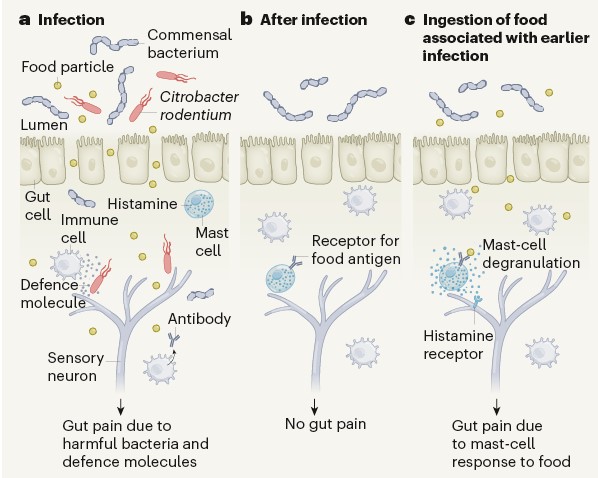 a Infection
Commensal
bacterium
Food particle
Citrobacter
rodentium
Lumen
Gut
cell
Immune
cell
Histamine
Mast
cell
Defence
molecule
Antibody
Sensory
neuron
Gut pain due to
harmful bacteria and
defence molecules
b After infection
Receptor for
food antigen
No gut pain
c Ingestion of food
associated with earlier
infection
Mast-cell
degranulation
Histamine
receptor
Gut pain due
to mast-cell
response to food